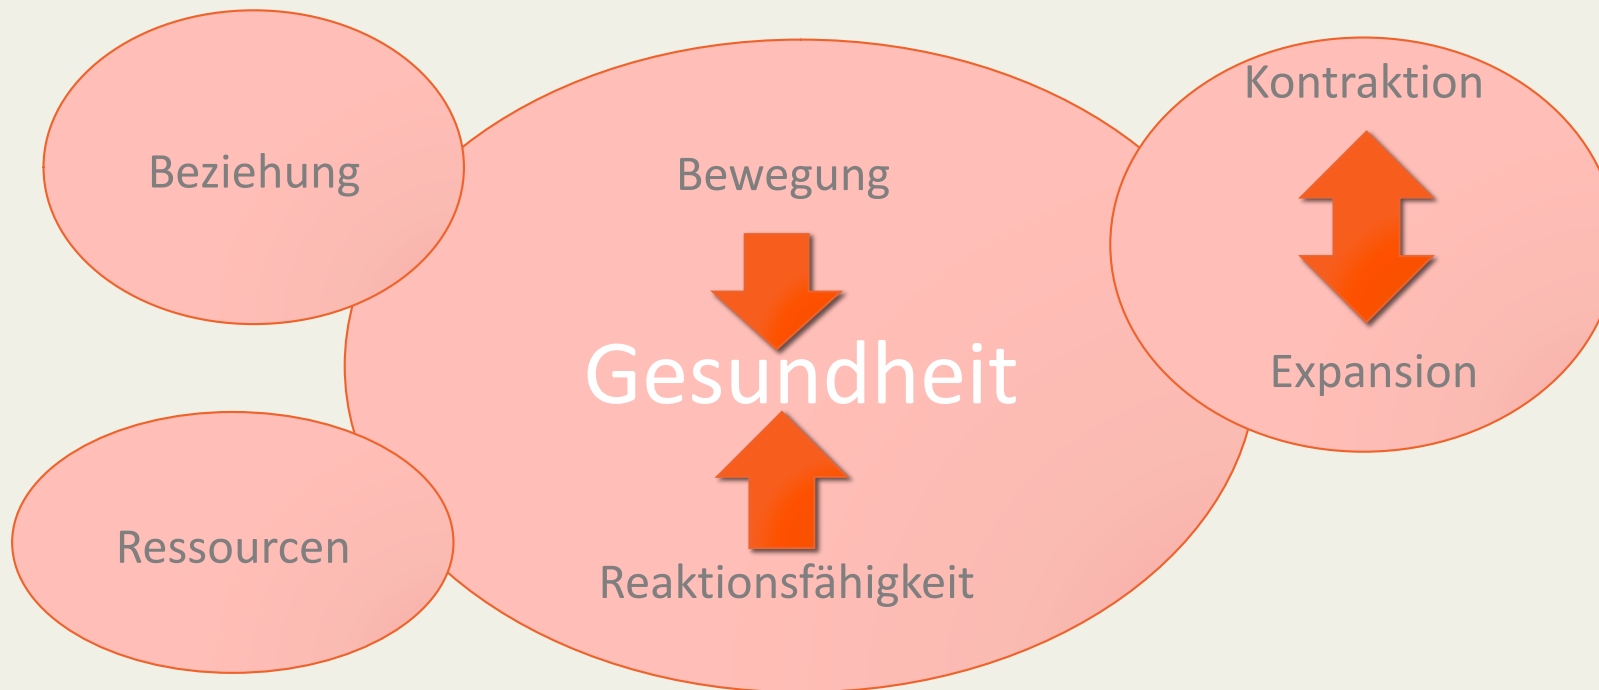 Kontraktion
Beziehung
Bewegung
Gesundheit
Expansion
Ressourcen
Reaktionsfähigkeit